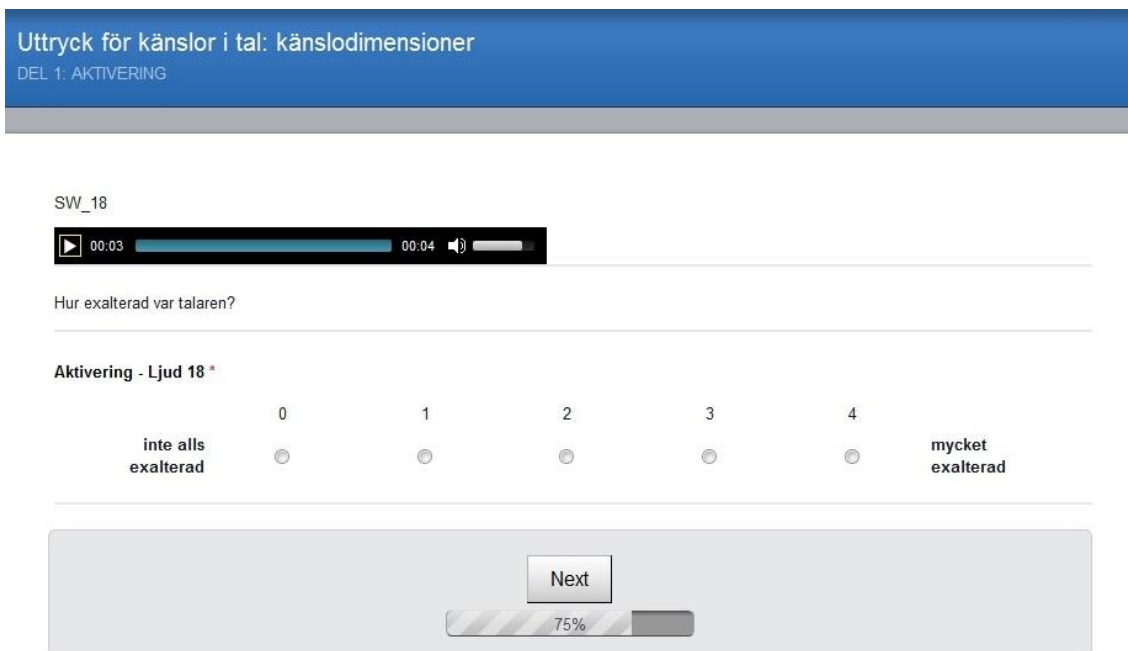 Uttryck för känslor i tal: känslodimensioner
DEL 1: AKTIVERING
SW_18
00:03 00:04
Hur exalterad var talaren?
Aktivering - Ljud 18 *
0 1 2 3 4
inte alls
exalterad
mycket
exalterad
Next
75%